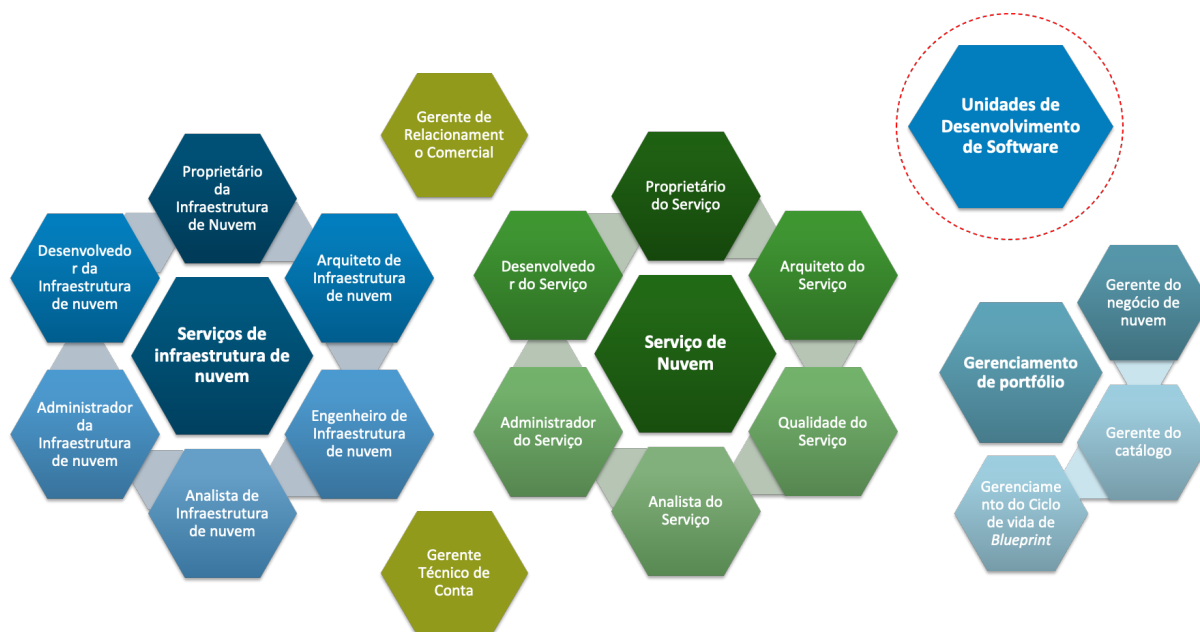 Gerente de
Relacionament
o Comercial
Unidades de
Desenvolvimento
de Software
Proprietário
da
Infraestrutura
de Nuvem
Desenvolvedo
r da
Infraestrutura
de nuvem
Arquiteto de
Infraestrutura
de nuvem
Serviços de
infraestrutura de
nuvem
Administrador
da
Infraestrutura
de nuvem
Engenheiro de
Infraestrutura
de nuvem
Analista de
Infraestrutura
de nuvem
Proprietário
do Serviço
Desenvolvedo
r do Serviço
Arquiteto do
Serviço
Serviço de
Nuvem
Administrador
do Serviço
Qualidade do
Serviço
Analista do
Serviço
Gerente
Técnico de
Conta
Gerente do
negócio de
nuvem
Gerenciamento
de portfólio
Gerente do
catálogo
Gerenciame
nto do Ciclo
de vida de
Blueprint